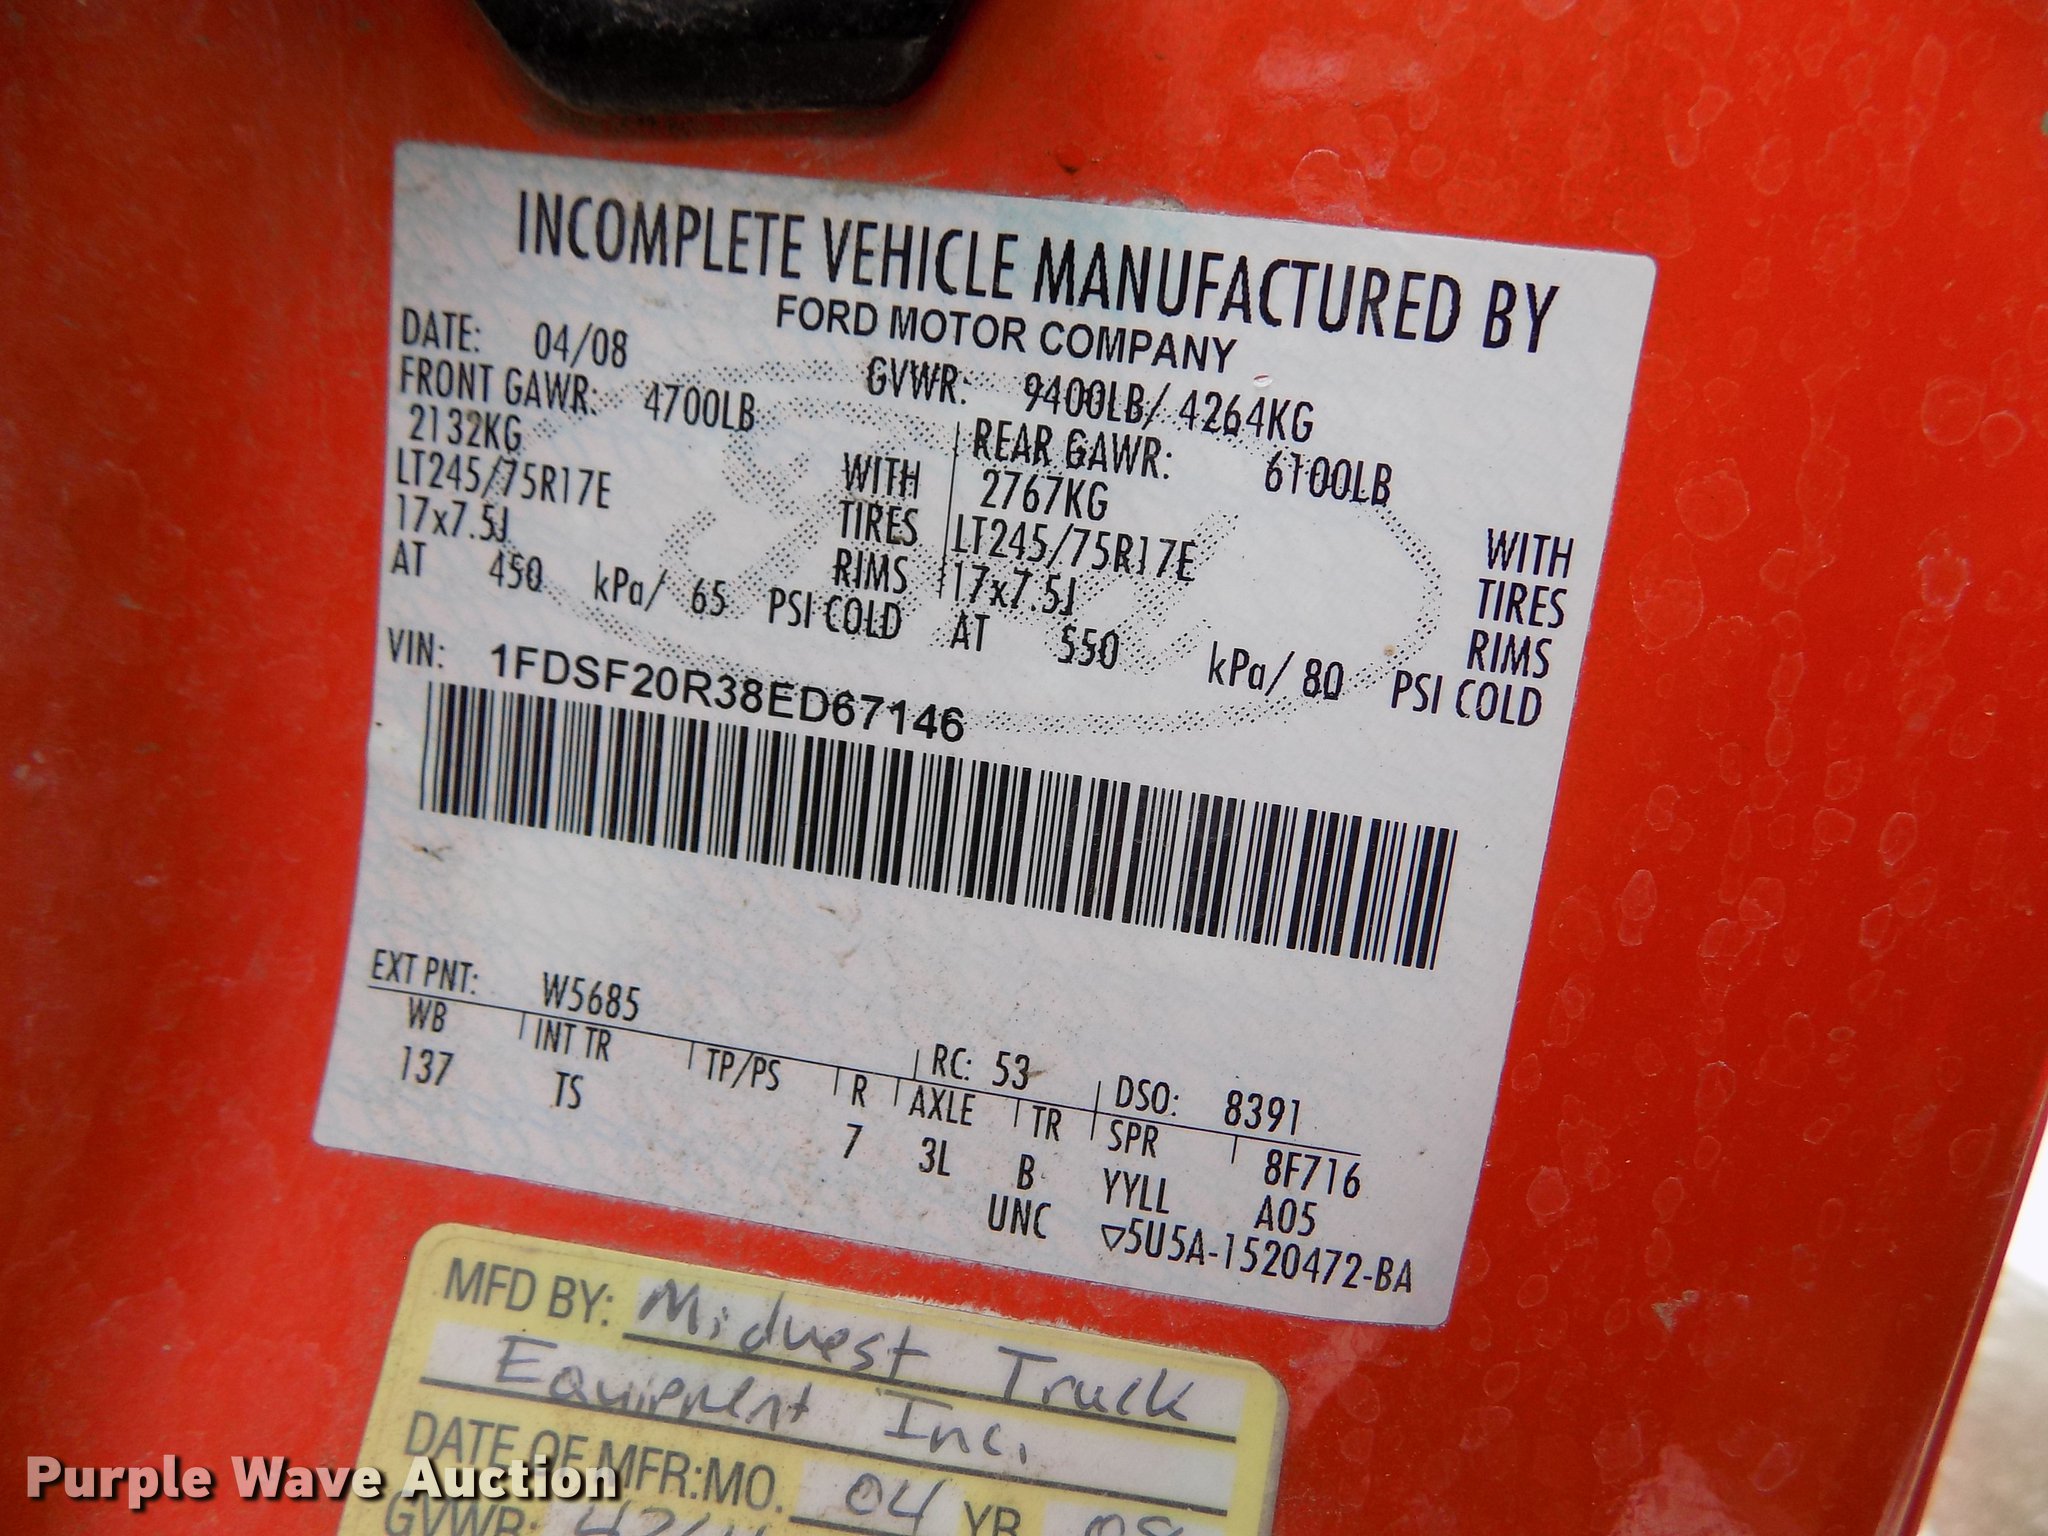 INCOMPLETE VEHICLE MANUFACTURED BY
FORD MOTOR COMPANY
DATE: 04/08 GVWR: 9400LB/ 4264KG
FRONT GAWR: 4700LB REAR GAWR: 6100LB
2132KG WITH 2767KG WITH
LT245/75R17E TIRES LT245/75R17E TIRES
17x7.5J RIMS 17x7.5J RIMS
AT 450 kPa/ 65 PSI COLD AT 550 kPa/ 80 PSI COLD
VIN: 1FDSF20R38ED67146
EXT PNT: W5685 RC: 53 DSO: 8391
WB INT TR TP/PS R AXLE TR SPR 8F716
137 TS 7 3L B YYLL A05
UNC ▽5U5A-1520472-BA
MFD BY: Midwest Truck
Equipment Inc.
DATE OF MFR: MO. 04 YR 08
GVWR:
Purple Wave Auction